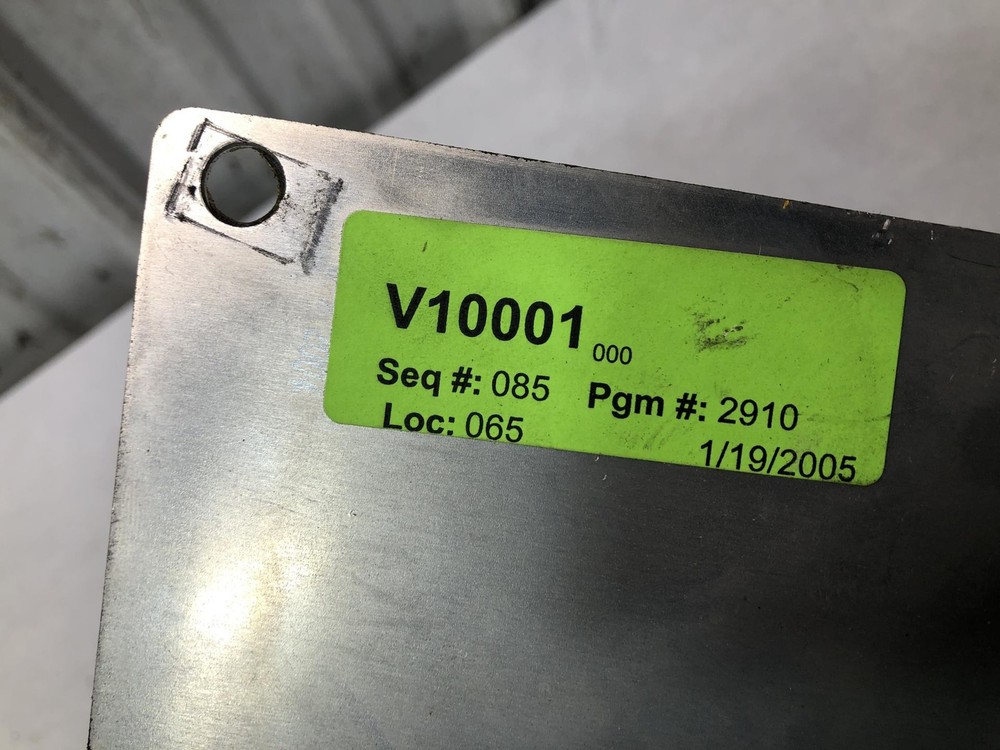 V10001 000
Seq #: 085 Pgm #: 2910
Loc: 065
1/19/2005